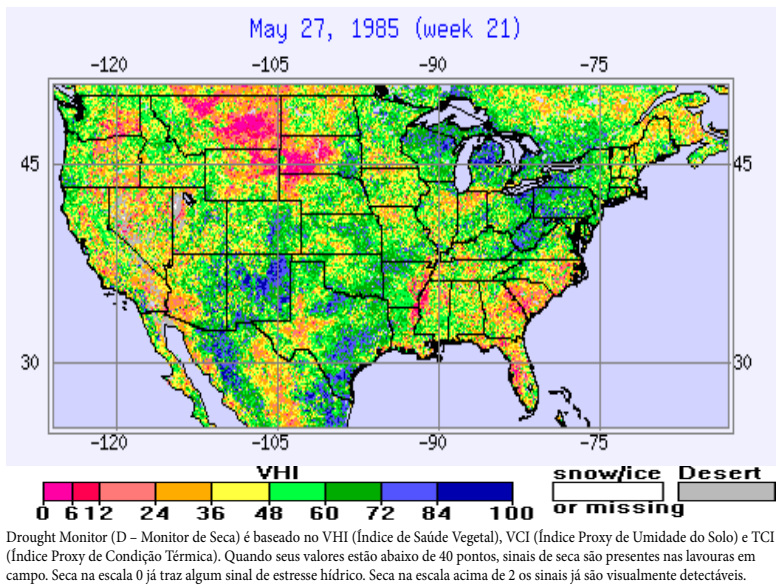 May 27, 1985 (week 21)
-120 -105 -90 -75
45 45
30 30
-120 -105 -90 -75
VHI snow/ice Desert
0 6 12 24 36 48 60 72 84 100 or missing
Drought Monitor (D – Monitor de Seca) é baseado no VHI (Índice de Saúde Vegetal), VCI (Índice Proxy de Umidade do Solo) e TCI
(Índice Proxy de Condição Térmica). Quando seus valores estão abaixo de 40 pontos, sinais de seca são presentes nas lavouras em
campo. Seca na escala 0 já traz algum sinal de estresse hídrico. Seca na escala acima de 2 os sinais já são visualmente detectáveis.